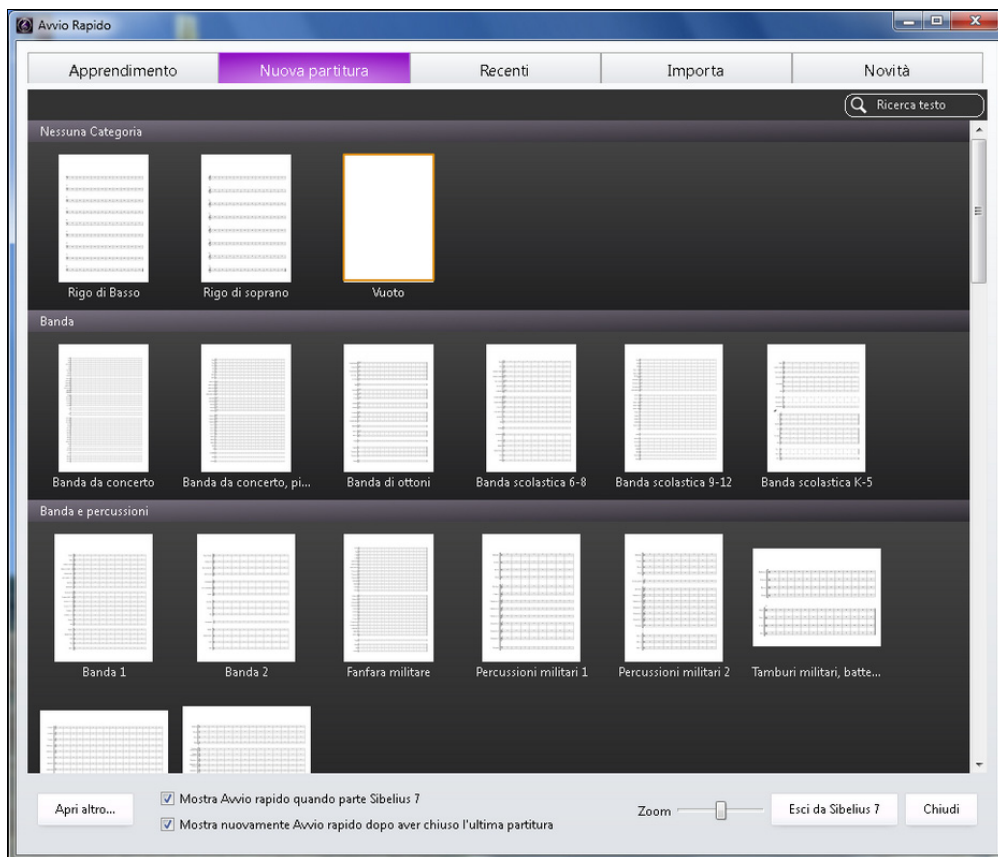 Avvio Rapido
Apprendimento Nuova partitura Recenti Importa Novità
Ricerca testo
Nessuna Categoria
Rigo di Basso Rigo di soprano Vuoto
Banda
Banda da concerto Banda da concerto, pi... Banda di ottoni Banda scolastica 6-8 Banda scolastica 9-12 Banda scolastica K-5
Banda e percussioni
Banda 1 Banda 2 Fanfara militare Percussioni militari 1 Percussioni militari 2 Tamburi militari, batte...
Apri altro... Mostra Avvio rapido quando parte Sibelius 7 Zoom Esci da Sibelius 7 Chiudi
Mostra nuovamente Avvio rapido dopo aver chiuso l'ultima partitura